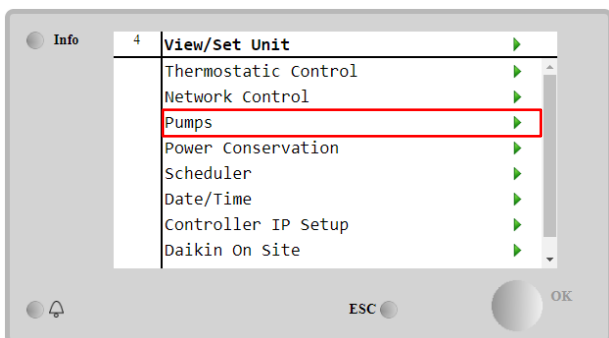 Info
4 View/Set Unit
Thermostatic Control
Network Control
Pumps
Power Conservation
Scheduler
Date/Time
Controller IP Setup
Daikin On Site
ESC
OK